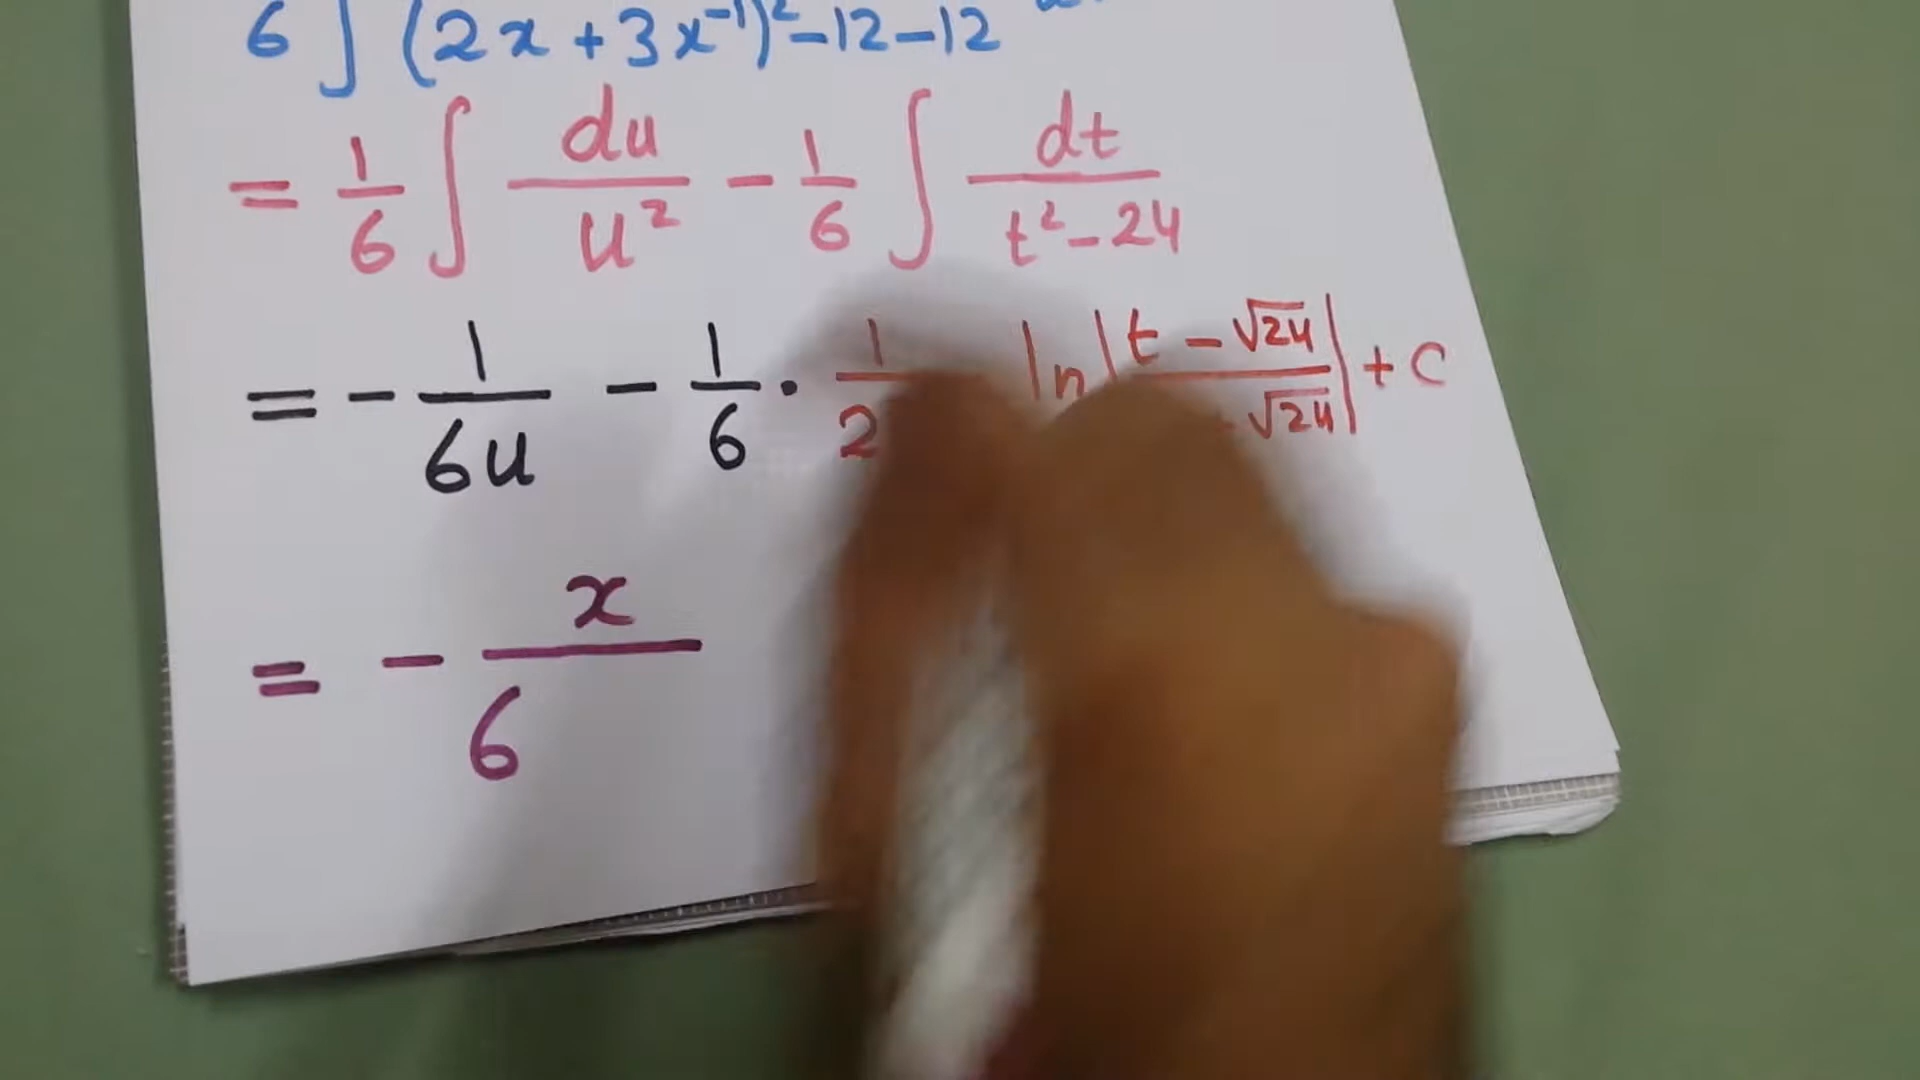 6 ∫ (2x + 3x⁻¹)² - 12 - 12
= 1/6 ∫ du/u² - 1/6 ∫ dt/(t² - 24)
= - 1/6u - 1/6 · 1/2 ln |t - √24 / √24| + C
= - x/6